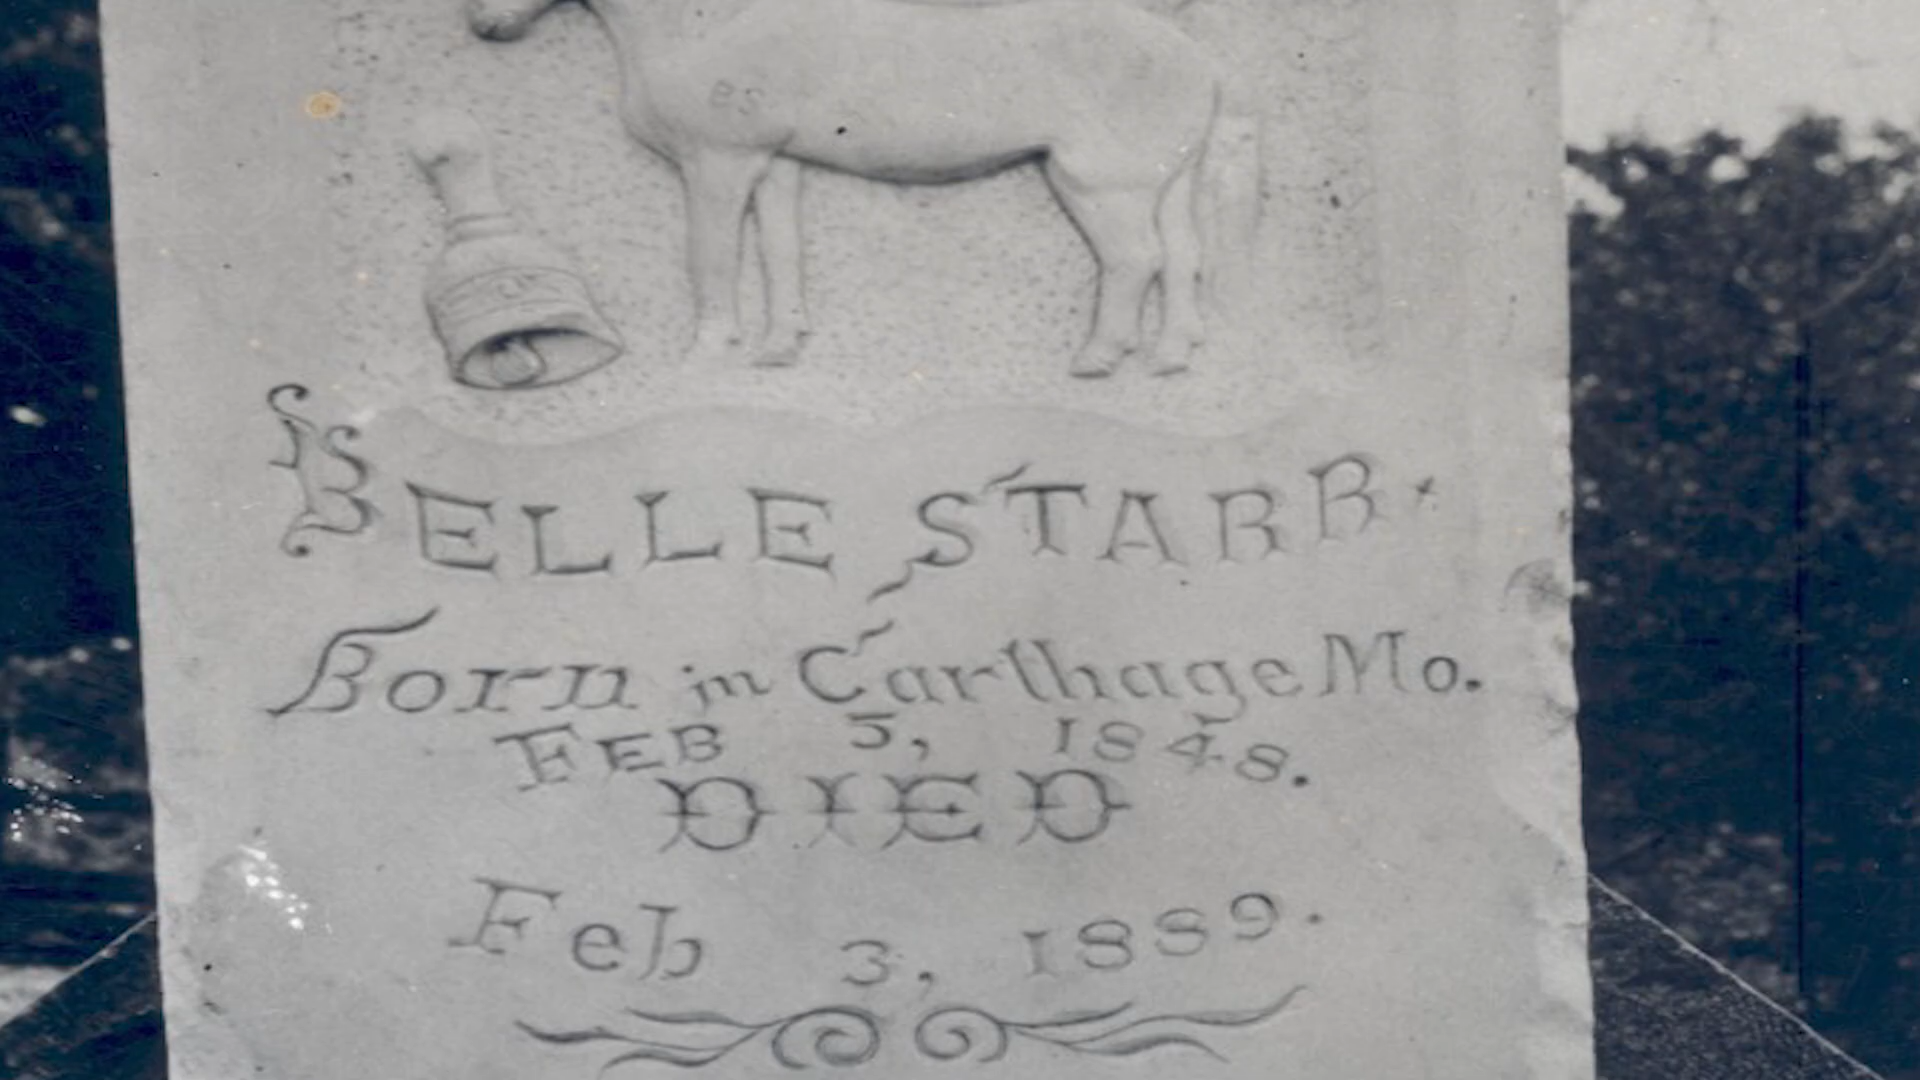 BELLE STARR.
Born in Carthage Mo.
FEB 5, 1848.
DIED
Feb 3, 1889.